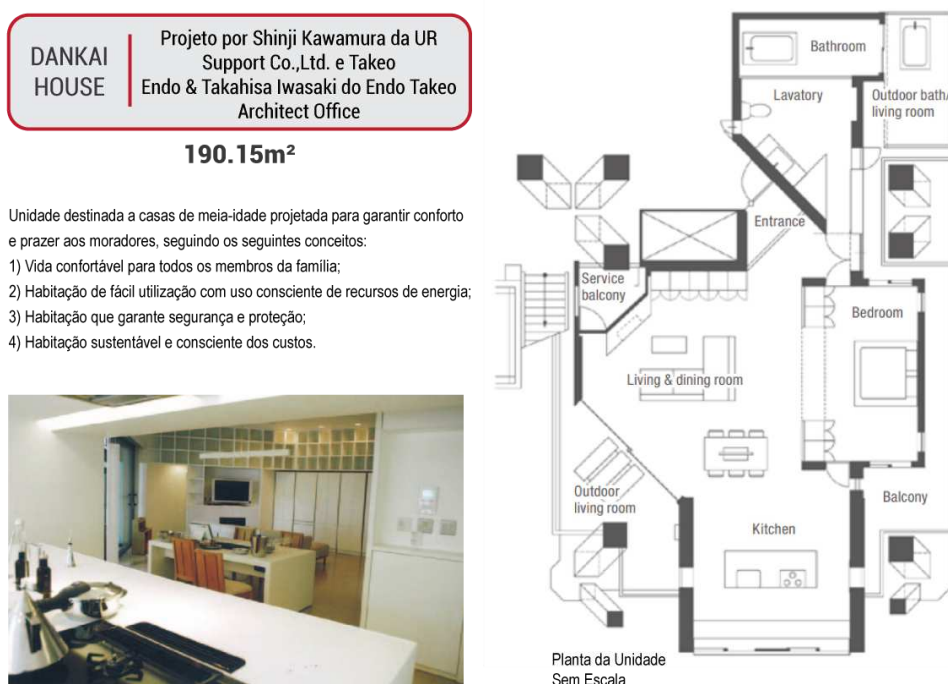 DANKAI
HOUSE
Projeto por Shinji Kawamura da UR
Support Co.,Ltd. e Takeo
Endo & Takahisa Iwasaki do Endo Takeo
Architect Office
190.15m²
Unidade destinada a casas de meia-idade projetada para garantir conforto
e prazer aos moradores, seguindo os seguintes conceitos:
1) Vida confortável para todos os membros da família;
2) Habitação de fácil utilização com uso consciente de recursos de energia;
3) Habitação que garante segurança e proteção;
4) Habitação sustentável e consciente dos custos.
Bathroom
Lavatory
Outdoor bath/
living room
Entrance
Service
balcony
Bedroom
Living & dining room
Outdoor
living room
Balcony
Kitchen
Planta da Unidade
Sem Escala